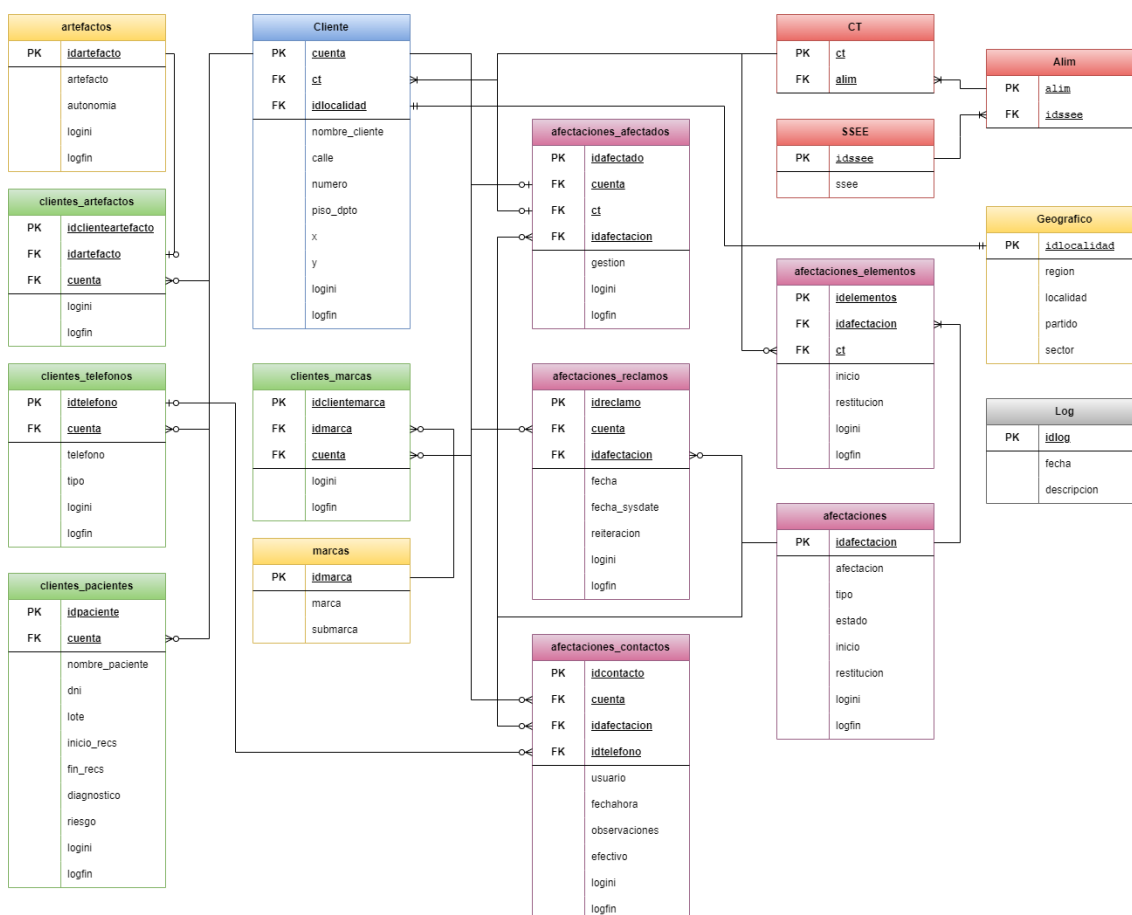 artefactos
PK idartefacto
artefacto
autonomia
logini
logfin
clientes_artefactos
PK idclienteartefacto
FK idartefacto
FK cuenta
logini
logfin
clientes_telefonos
PK idtelefono
FK cuenta
telefono
tipo
logini
logfin
clientes_pacientes
PK idpaciente
FK cuenta
nombre_paciente
dni
lote
inicio_recs
fin_recs
diagnostico
riesgo
logini
logfin
Cliente
PK cuenta
FK ct
FK idlocalidad
nombre_cliente
calle
numero
piso_dpto
x
y
logini
logfin
clientes_marcas
PK idclientemarca
FK idmarca
FK cuenta
logini
logfin
marcas
PK idmarca
marca
submarca
afectaciones_afectados
PK idafectado
FK cuenta
FK ct
FK idafectacion
gestion
logini
logfin
afectaciones_reclamos
PK idreclamo
FK cuenta
FK idafectacion
fecha
fecha_sysdate
reiteracion
logini
logfin
afectaciones_contactos
PK idcontacto
FK cuenta
FK idafectacion
FK idtelefono
usuario
fechahora
observaciones
efectivo
logini
logfin
CT
PK ct
FK alim
SSEE
PK idssee
ssee
afectaciones_elementos
PK idelementos
FK idafectacion
FK ct
inicio
restitucion
logini
logfin
afectaciones
PK idafectacion
afectacion
tipo
estado
inicio
restitucion
logini
logfin
Alim
PK alim
FK idssee
Geografico
PK idlocalidad
region
localidad
partido
sector
Log
PK idlog
fecha
descripcion